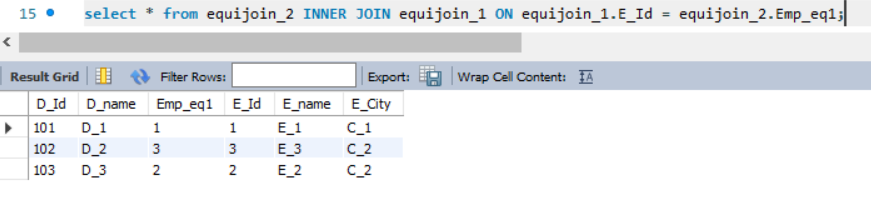 15 select * from equijoin_2 INNER JOIN equijoin_1 ON equijoin_1.E_Id = equijoin_2.Emp_eq1;
Result Grid Filter Rows: Export: Wrap Cell Content:
D_Id D_name Emp_eq1 E_Id E_name E_City
101 D_1 1 1 E_1 C_1
102 D_2 3 3 E_3 C_2
103 D_3 2 2 E_2 C_2